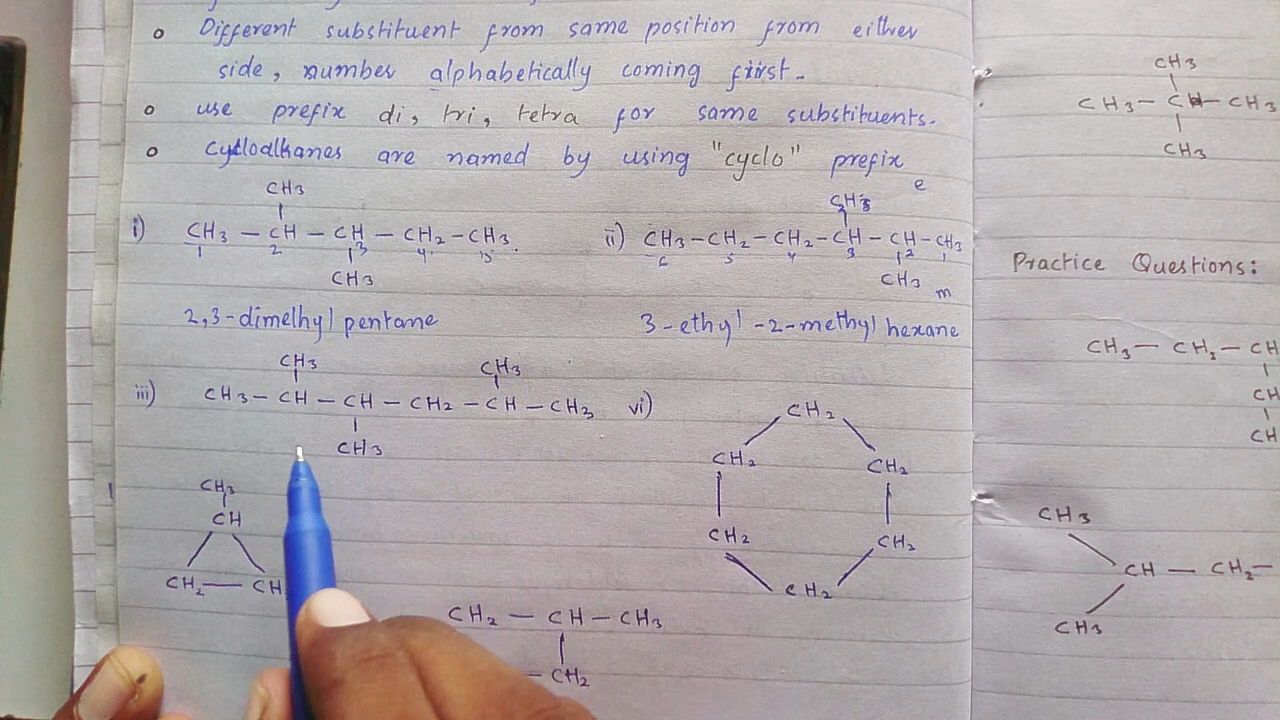 o Different substituent from same position from either
side, number alphabetically coming first.
o use prefix di, tri, tetra for same substituents.
o Cycloalkanes are named by using "cyclo" prefix
e
CH3
i) CH3 — CH — CH — CH2 — CH3.
1 2 3 4 5
CH3
2,3-dimethyl pentane
ii) CH3 — CH2 — CH2 — CH — CH — CH3
6 5 4 3 2 1
CH3 m
3-ethyl-2-methyl hexane
CH3 CH3
iii) CH3 — CH — CH — CH2 — CH — CH3
CH3
vi) CH2
CH2 CH2
CH2 CH2
CH2
CH3
CH
CH2 — CH
CH2 — CH — CH3
— CH2
CH3
CH3 — CH3
CH3
Practice Questions:
CH3 — CH2 — CH
CH
CH
CH3
CH — CH2 —
CH3